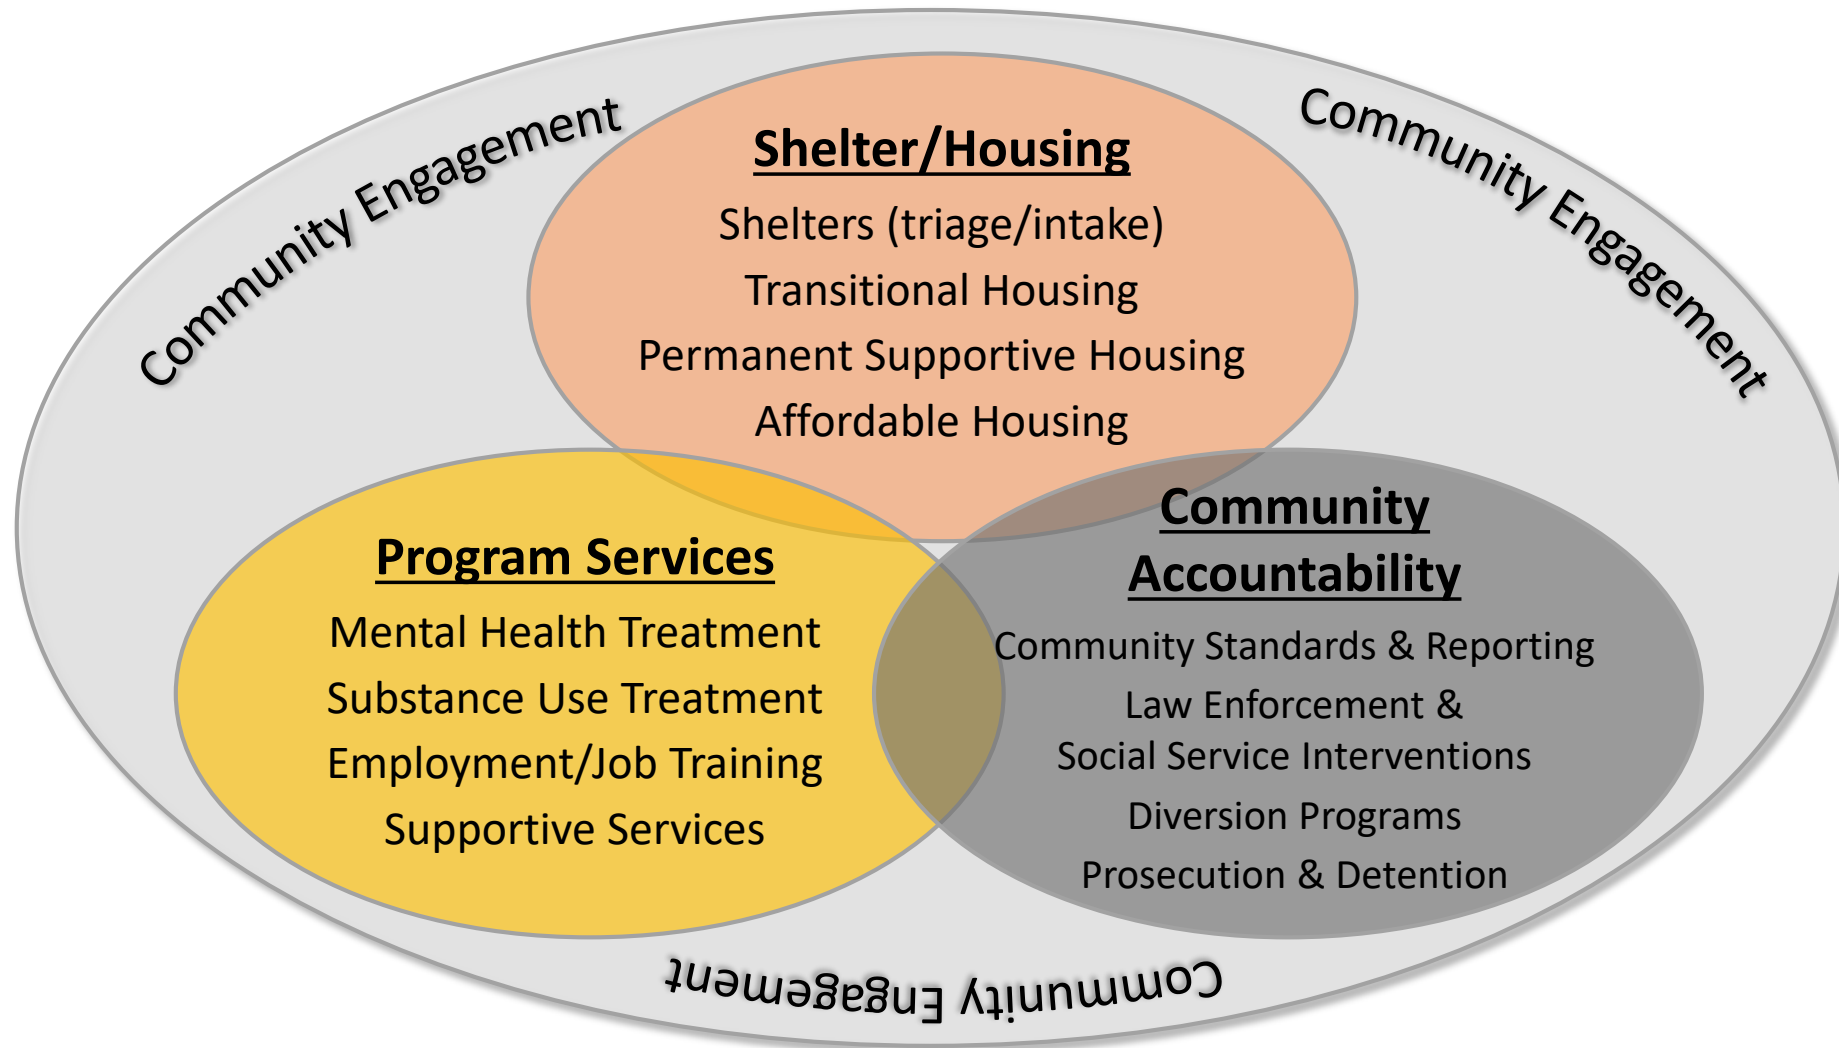 Community Engagement
Community Engagement
Shelter/Housing
Shelters (triage/intake)
Transitional Housing
Permanent Supportive Housing
Affordable Housing
Program Services
Mental Health Treatment
Substance Use Treatment
Employment/Job Training
Supportive Services
Community
Accountability
Community Standards & Reporting
Law Enforcement &
Social Service Interventions
Diversion Programs
Prosecution & Detention
Community Engagement